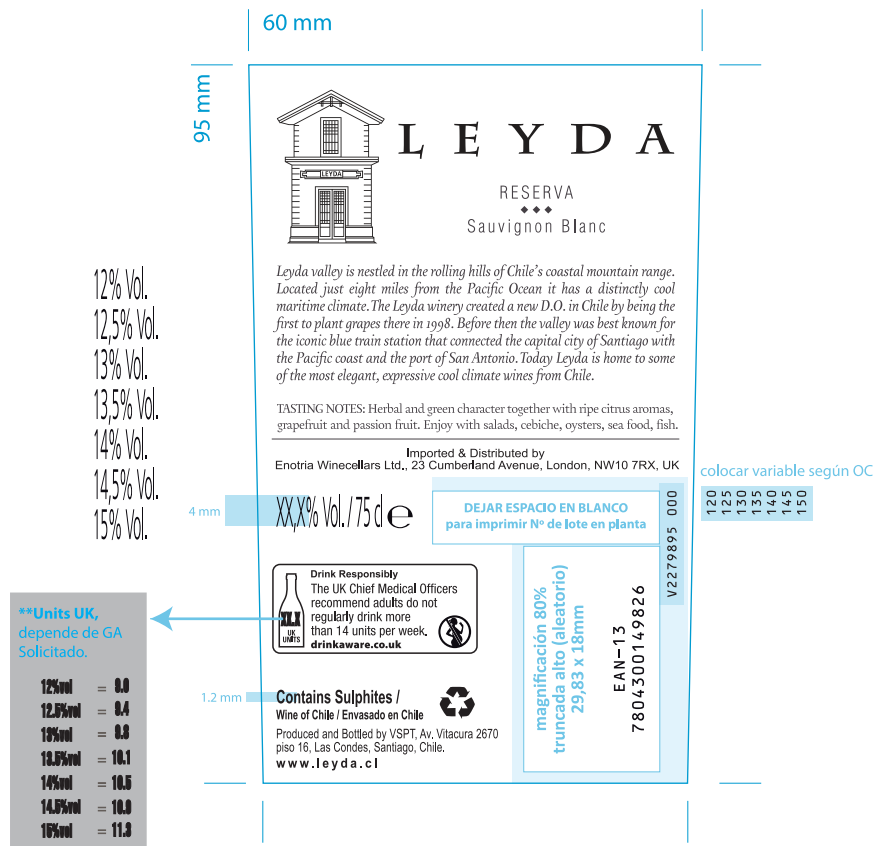 60 mm
95 mm
LEYDA
LEYDA
RESERVA
Sauvignon Blanc
Leyda valley is nestled in the rolling hills of Chile's coastal mountain range.
Located just eight miles from the Pacific Ocean it has a distinctly cool
maritime climate. The Leyda winery created a new D.O. in Chile by being the
first to plant grapes there in 1998. Before then the valley was best known for
the iconic blue train station that connected the capital city of Santiago with
the Pacific coast and the port of San Antonio. Today Leyda is home to some
of the most elegant, expressive cool climate wines from Chile.
TASTING NOTES: Herbal and green character together with ripe citrus aromas,
grapefruit and passion fruit. Enjoy with salads, cebiche, oysters, sea food, fish.
Imported & Distributed by
Enotria Winecellars Ltd., 23 Cumberland Avenue, London, NW10 7RX, UK
12% Vol.
12,5% Vol.
13% Vol.
13,5% Vol.
14% Vol.
14,5% Vol.
15% Vol.
4 mm
XX,X% Vol. / 75 cl ℮
DEJAR ESPACIO EN BLANCO
para imprimir Nº de lote en planta
V2279895 000
colocar variable según OC
120
125
130
135
140
145
150
Drink Responsibly
The UK Chief Medical Officers
recommend adults do not
regularly drink more
than 14 units per week.
drinkaware.co.uk
XX.X
UK
UNITS
**Units UK,
depende de GA
Solicitado.
12%vol = 9.0
12.5%vol = 9.4
13%vol = 9.8
13.5%vol = 10.1
14%vol = 10.5
14.5%vol = 10.9
15%vol = 11.3
magnificación 80%
truncada alto (aleatorio)
29,83 x 18mm
EAN-13
7804300149826
1.2 mm
Contains Sulphites /
Wine of Chile / Envasado en Chile
Produced and Bottled by VSPT, Av. Vitacura 2670
piso 16, Las Condes, Santiago, Chile.
www.leyda.cl